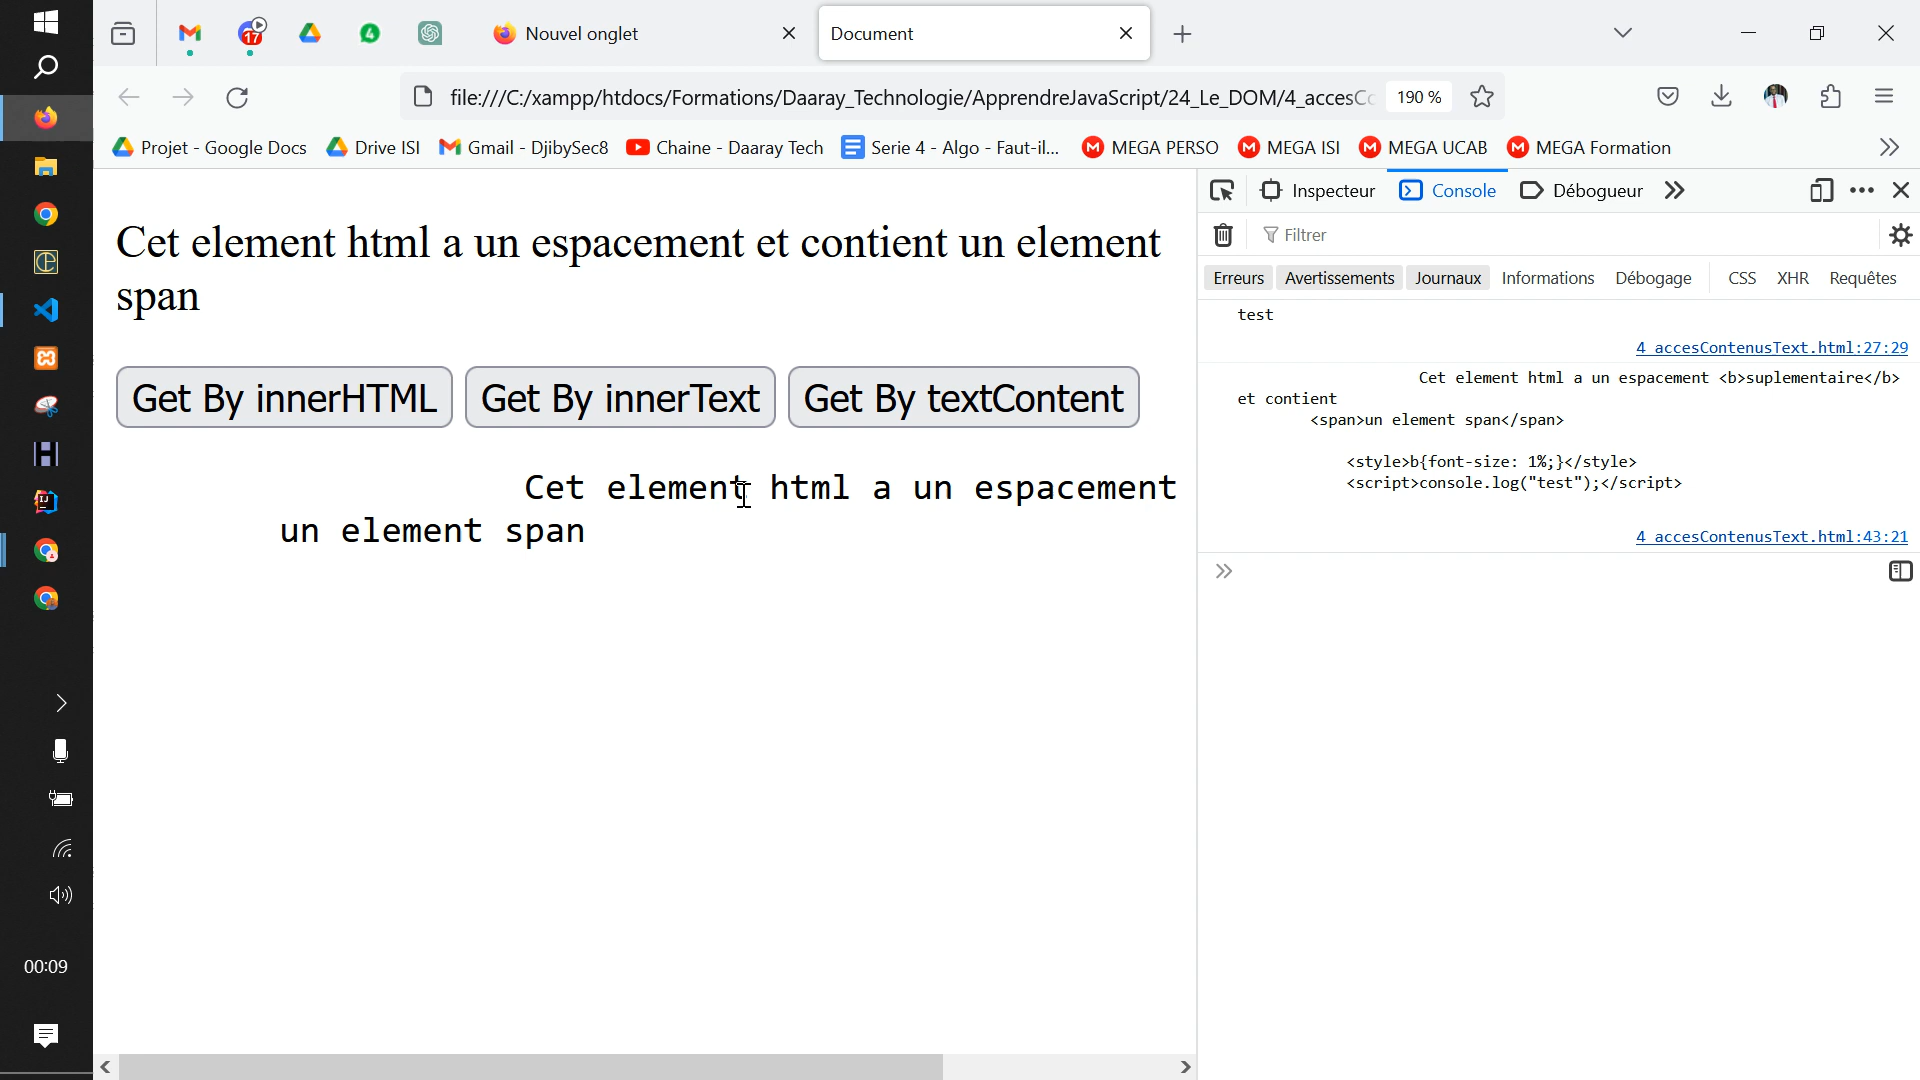 Nouvel onglet
Document
17
4
file:///C:/xampp/htdocs/Formations/Daaray_Technologie/ApprendreJavaScript/24_Le_DOM/4_accesCo
190 %
Projet - Google Docs
Drive ISI
Gmail - DjibySec8
Chaine - Daaray Tech
Serie 4 - Algo - Faut-il...
MEGA PERSO
MEGA ISI
MEGA UCAB
MEGA Formation
Inspecteur
Console
Débogueur
Filtrer
Erreurs
Avertissements
Journaux
Informations
Débogage
CSS
XHR
Requêtes
Cet element html a un espacement et contient un element
span
Get By innerHTML
Get By innerText
Get By textContent
Cet element html a un espacement
un element span
test
4_accesContenusText.html:27:29
Cet element html a un espacement <b>suplementaire</b>
et contient
<span>un element span</span>
<style>b{font-size: 1%;}</style>
<script>console.log("test");</script>
4_accesContenusText.html:43:21
00:09